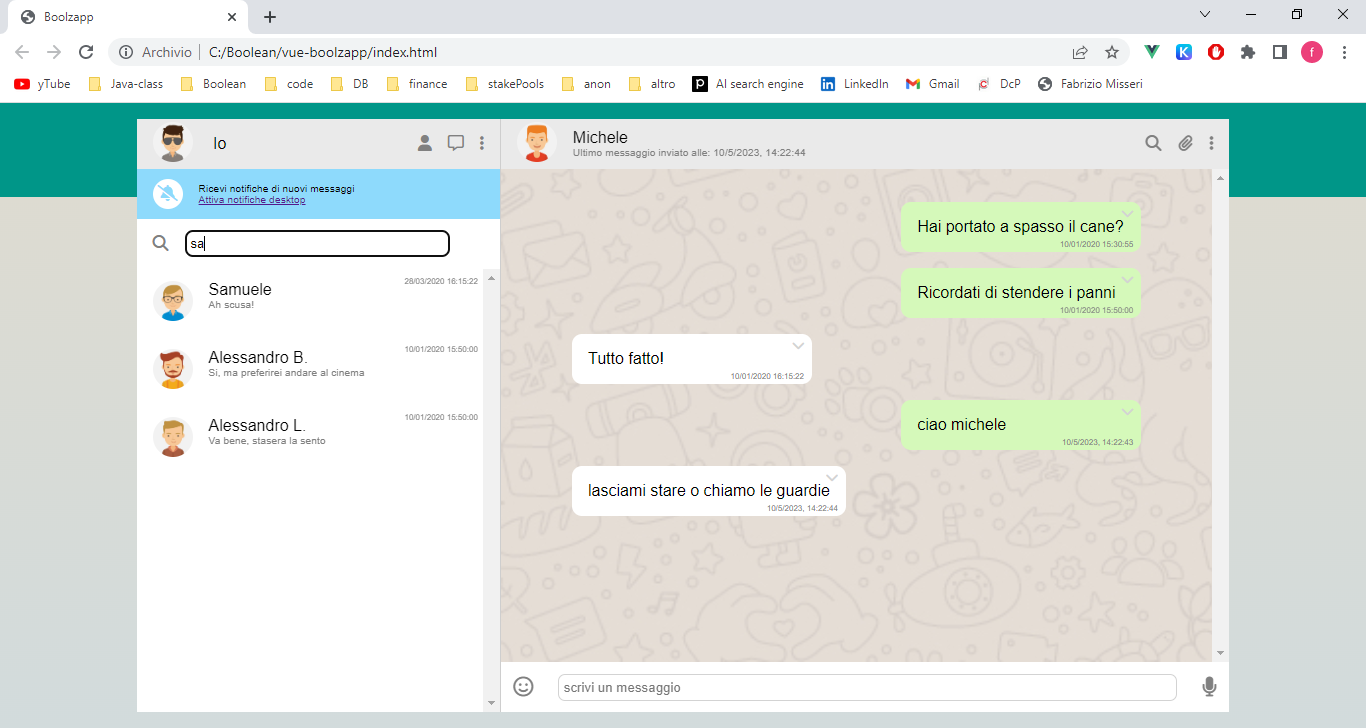 Boolzapp
Archivio C:/Boolean/vue-boolzapp/index.html
f
yTube Java-class Boolean code DB finance stakePools anon altro AI search engine LinkedIn Gmail DcP Fabrizio Misseri
Io
Ricevi notifiche di nuovi messaggi
Attiva notifiche desktop
sa
Samuele
28/03/2020 16:15:22
Ah scusa!
Alessandro B.
10/01/2020 15:50:00
Si, ma preferirei andare al cinema
Alessandro L.
10/01/2020 15:50:00
Va bene, stasera la sento
Michele
Ultimo messaggio inviato alle: 10/5/2023, 14:22:44
Hai portato a spasso il cane?
10/01/2020 15:30:55
Ricordati di stendere i panni
10/01/2020 15:50:00
Tutto fatto!
10/01/2020 16:15:22
ciao michele
10/5/2023, 14:22:43
lasciami stare o chiamo le guardie
10/5/2023, 14:22:44
scrivi un messaggio